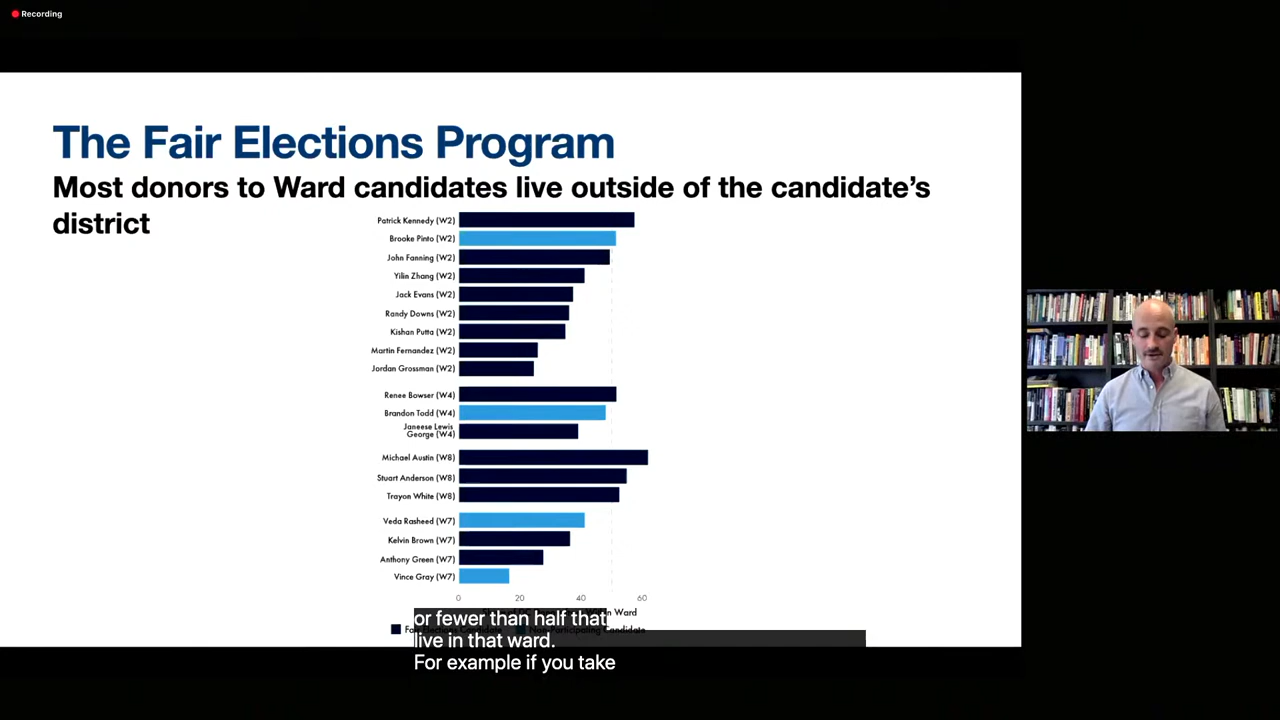 Recording
The Fair Elections Program
Most donors to Ward candidates live outside of the candidate's
district
Patrick Kennedy (W2)
Brooke Pinto (W2)
John Fanning (W2)
Yilin Zhang (W2)
Jack Evans (W2)
Randy Downs (W2)
Kishan Putta (W2)
Martin Fernandez (W2)
Jordan Grossman (W2)
Renee Bowser (W4)
Brandon Todd (W4)
Janeese Lewis
George (W4)
Michael Austin (W8)
Stuart Anderson (W8)
Trayon White (W8)
Veda Rasheed (W7)
Kelvin Brown (W7)
Anthony Green (W7)
Vince Gray (W7)
0 20 40 60
Ward
or fewer than half that
live in that ward.
Candidate
For example if you take